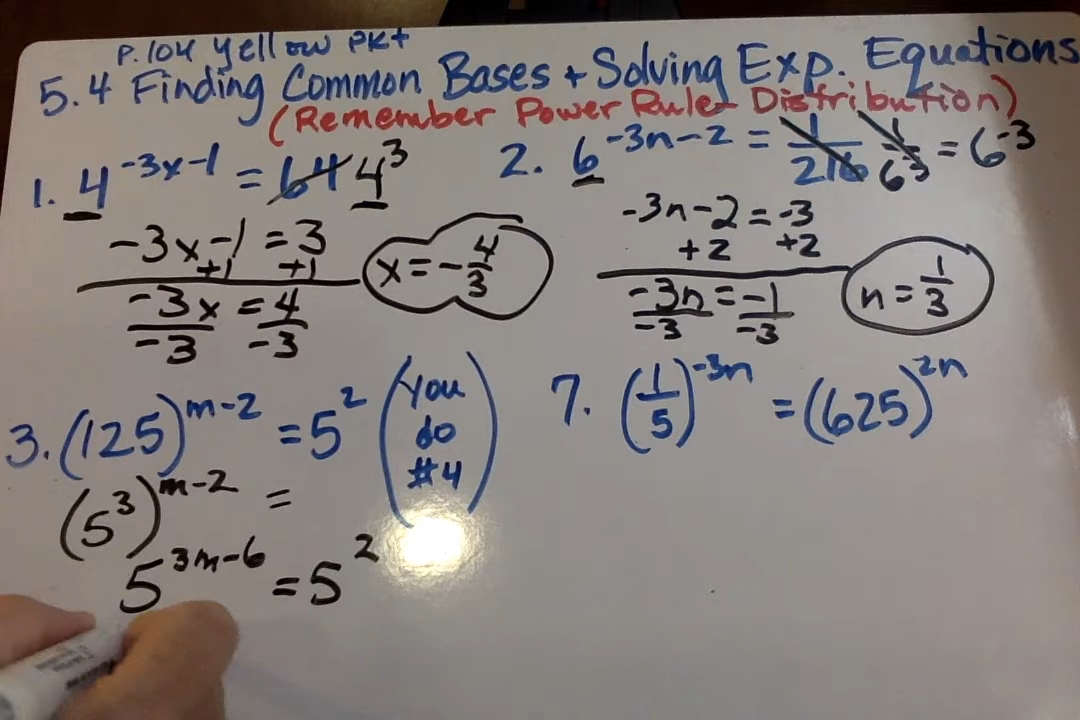 P.104 Yellow PKt
5.4 Finding Common Bases + Solving Exp. Equations
(Remember Power Rule Distribution)
1. 4^(-3x-1) = 64 4^3
-3x-1 = 3
+1 +1
-3x = 4
-3 -3
x = -4/3
2. 6^(-3n-2) = 1/216 1/6^3 = 6^-3
-3n-2 = -3
+2 +2
-3n = -1
-3 -3
n = 1/3
3. (125)^(m-2) = 5^2
(You
do
#4)
(5^3)^(m-2) =
5^(3m-6) = 5^2
7. (1/5)^(-3n) = (625)^(2n)